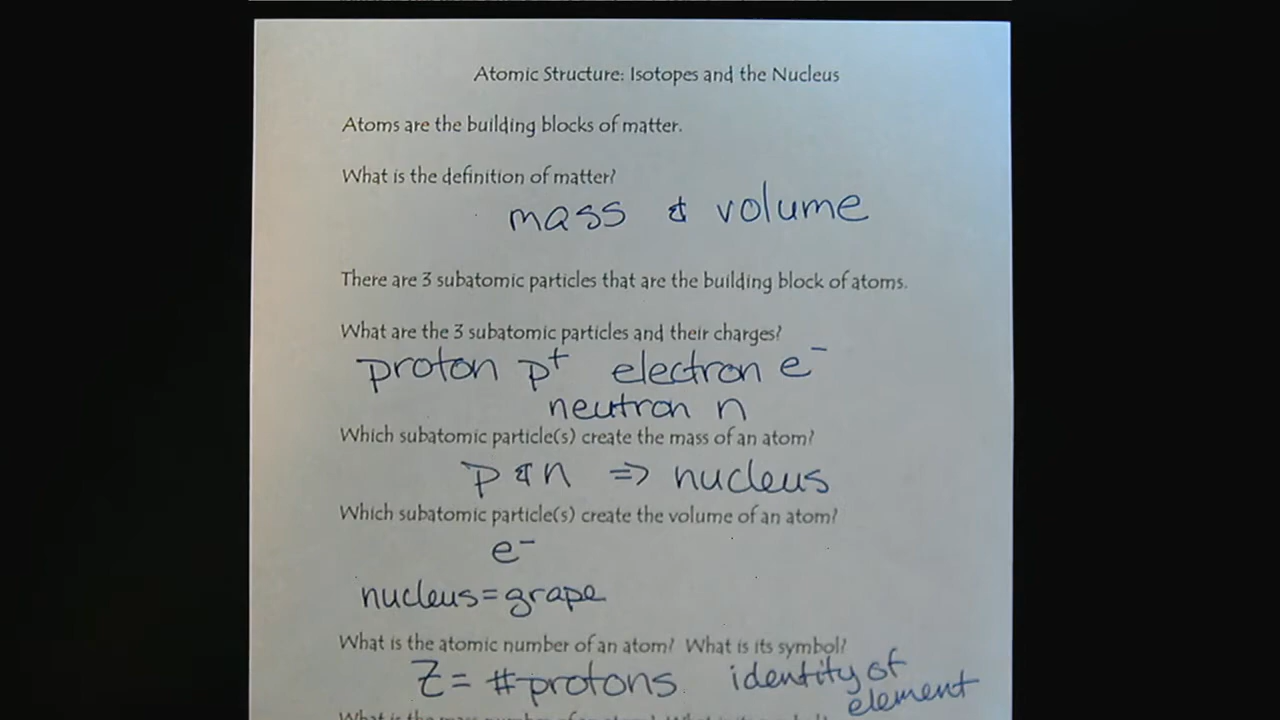 Atomic Structure: Isotopes and the Nucleus
Atoms are the building blocks of matter.
What is the definition of matter?
mass & volume
There are 3 subatomic particles that are the building block of atoms.
What are the 3 subatomic particles and their charges?
proton p⁺ electron e⁻
neutron n
Which subatomic particle(s) create the mass of an atom?
p & n ⇒ nucleus
Which subatomic particle(s) create the volume of an atom?
e⁻
nucleus = grape
What is the atomic number of an atom? What is its symbol?
Z = # protons identity of
element